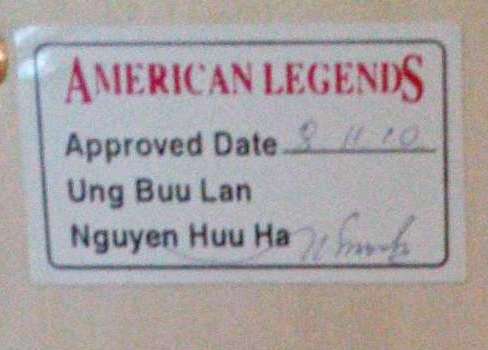 AMERICAN LEGENDS
Approved Date 9 11 10
Ung Buu Lan
Nguyen Huu Ha